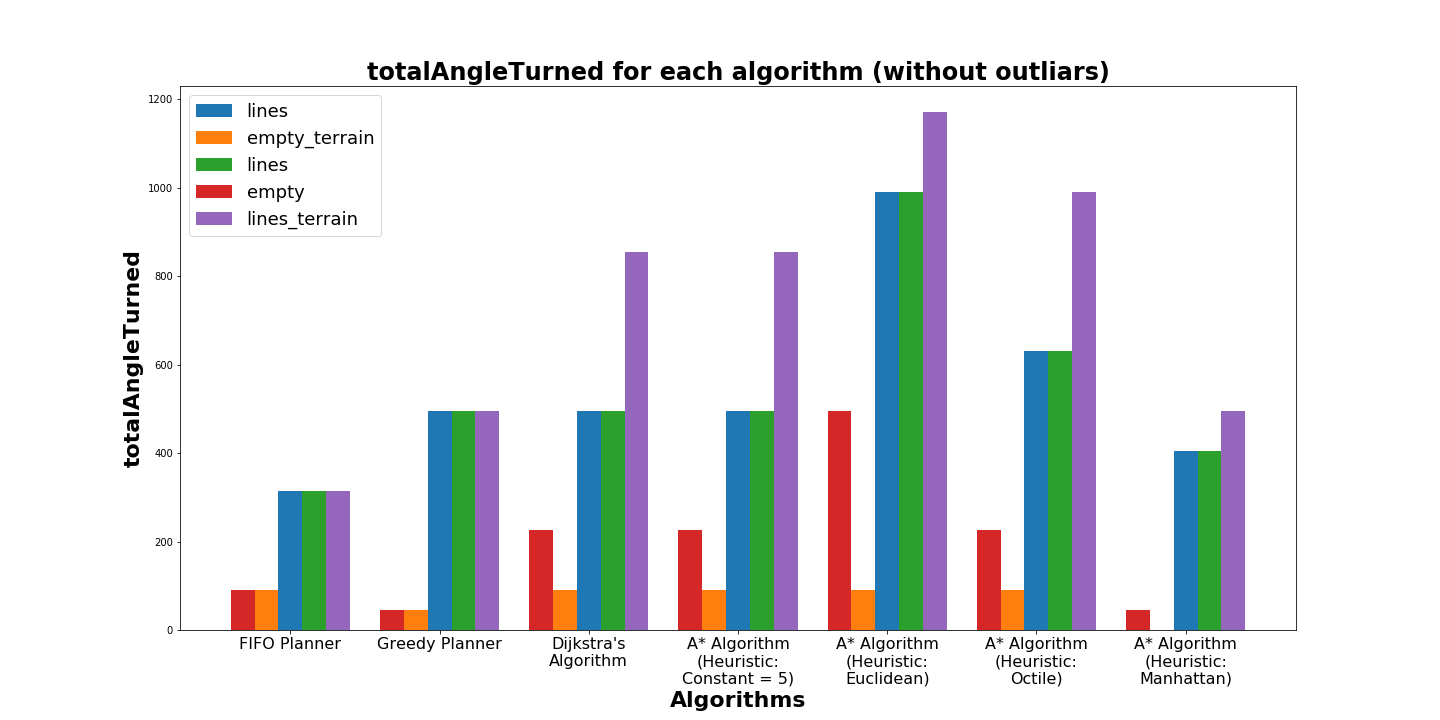 totalAngleTurned for each algorithm (without outliars)
lines
empty_terrain
lines
empty
lines_terrain
totalAngleTurned
1200
1000
800
600
400
200
0
FIFO Planner
Greedy Planner
Dijkstra's
Algorithm
A* Algorithm
(Heuristic:
Constant = 5)
A* Algorithm
(Heuristic:
Euclidean)
A* Algorithm
(Heuristic:
Octile)
A* Algorithm
(Heuristic:
Manhattan)
Algorithms